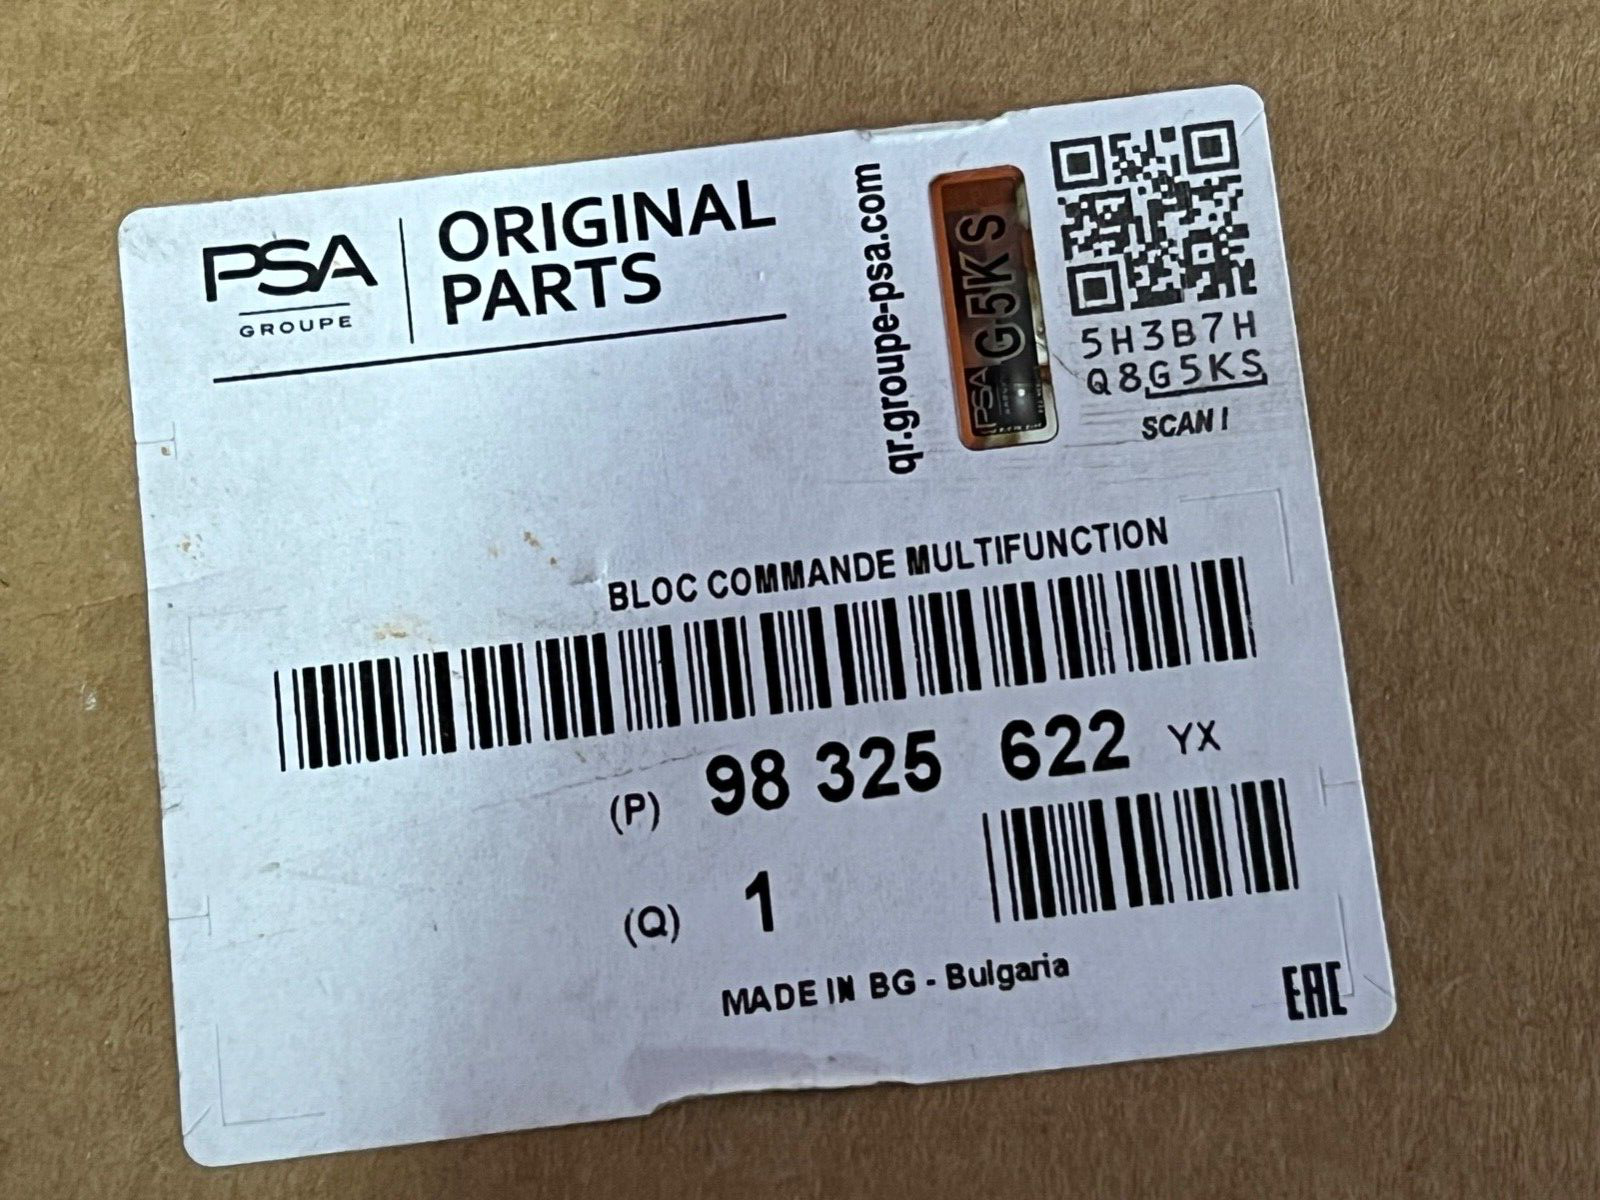 PSA
GROUPE
ORIGINAL
PARTS
qr.groupe-psa.com
PSA G5KS
5H3B7H
Q8G5KS
SCAN !
BLOC COMMANDE MULTIFUNCTION
(P) 98 325 622 YX
(Q) 1
MADE IN BG - Bulgaria
EAC